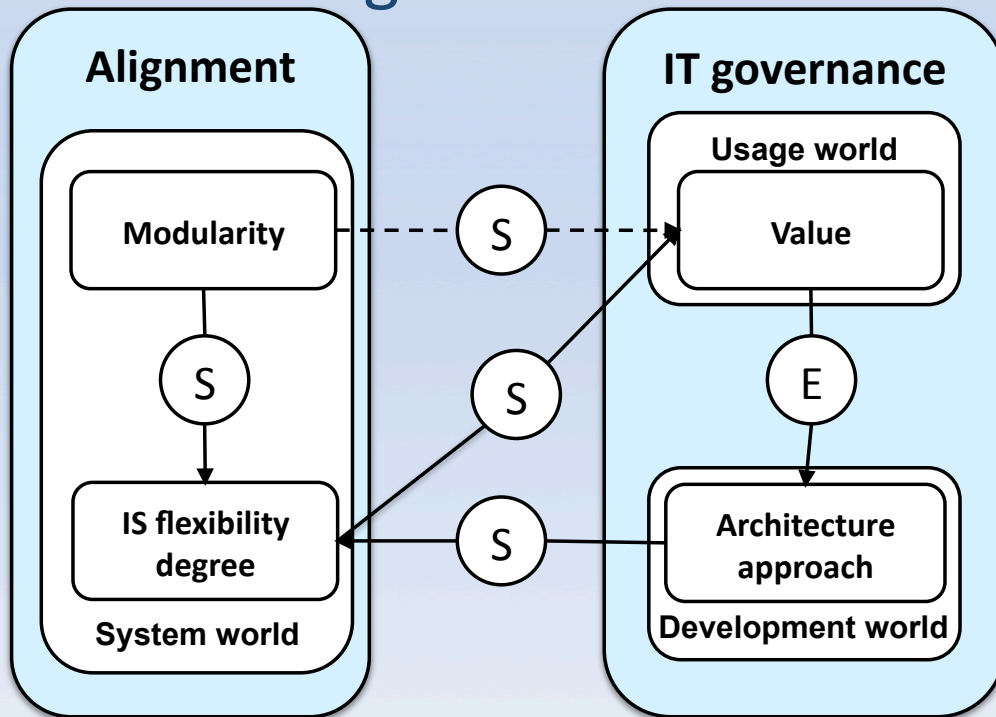 Alignment
IT governance
Usage world
Modularity
S
Value
S
S
E
IS flexibility
degree
S
Architecture
approach
System world
Development world